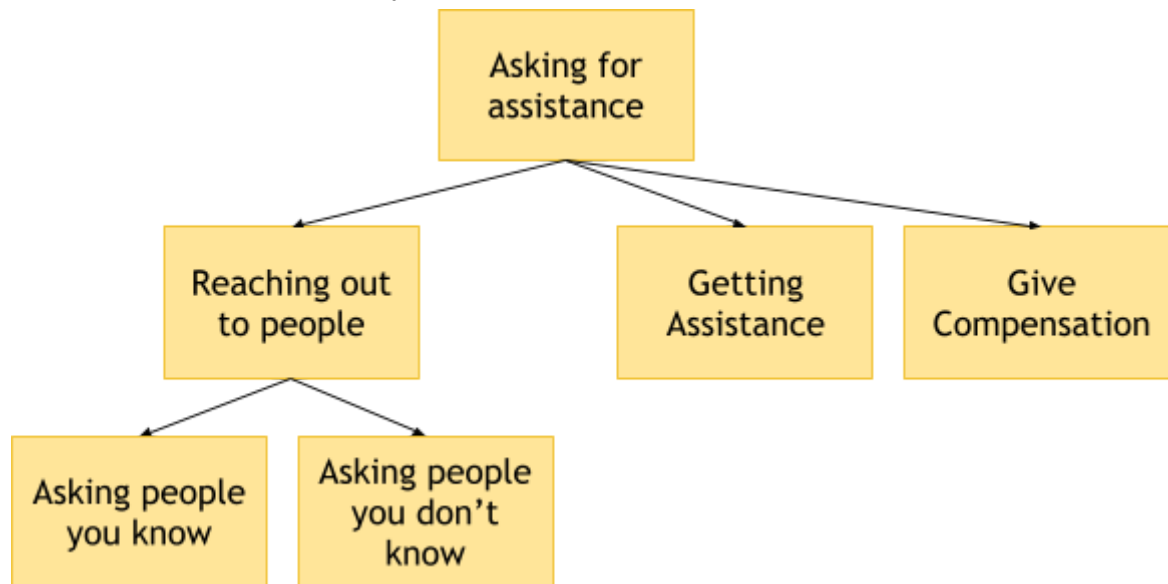 Asking for
assistance
Reaching out
to people
Getting
Assistance
Give
Compensation
Asking people
you know
Asking people
you don’t
know